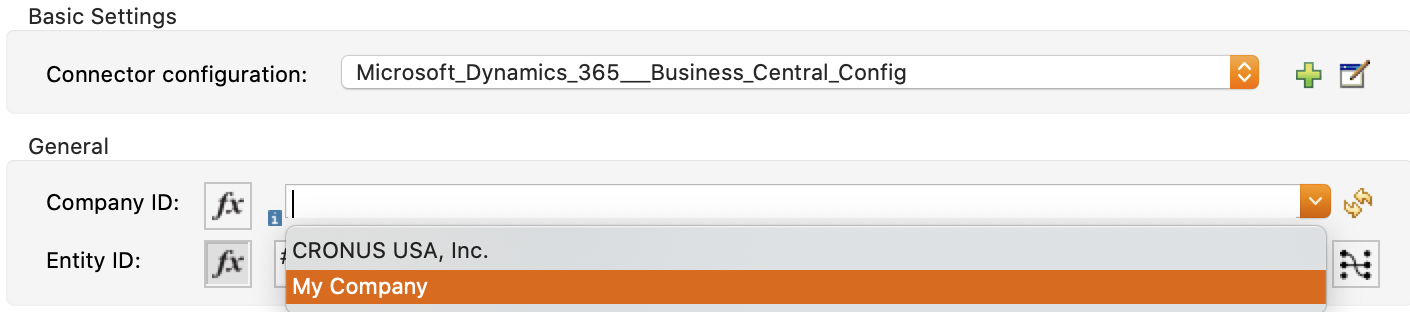 Basic Settings
Connector configuration: Microsoft_Dynamics_365___Business_Central_Config
General
Company ID: fx
CRONUS USA, Inc.
Entity ID: fx #
My Company